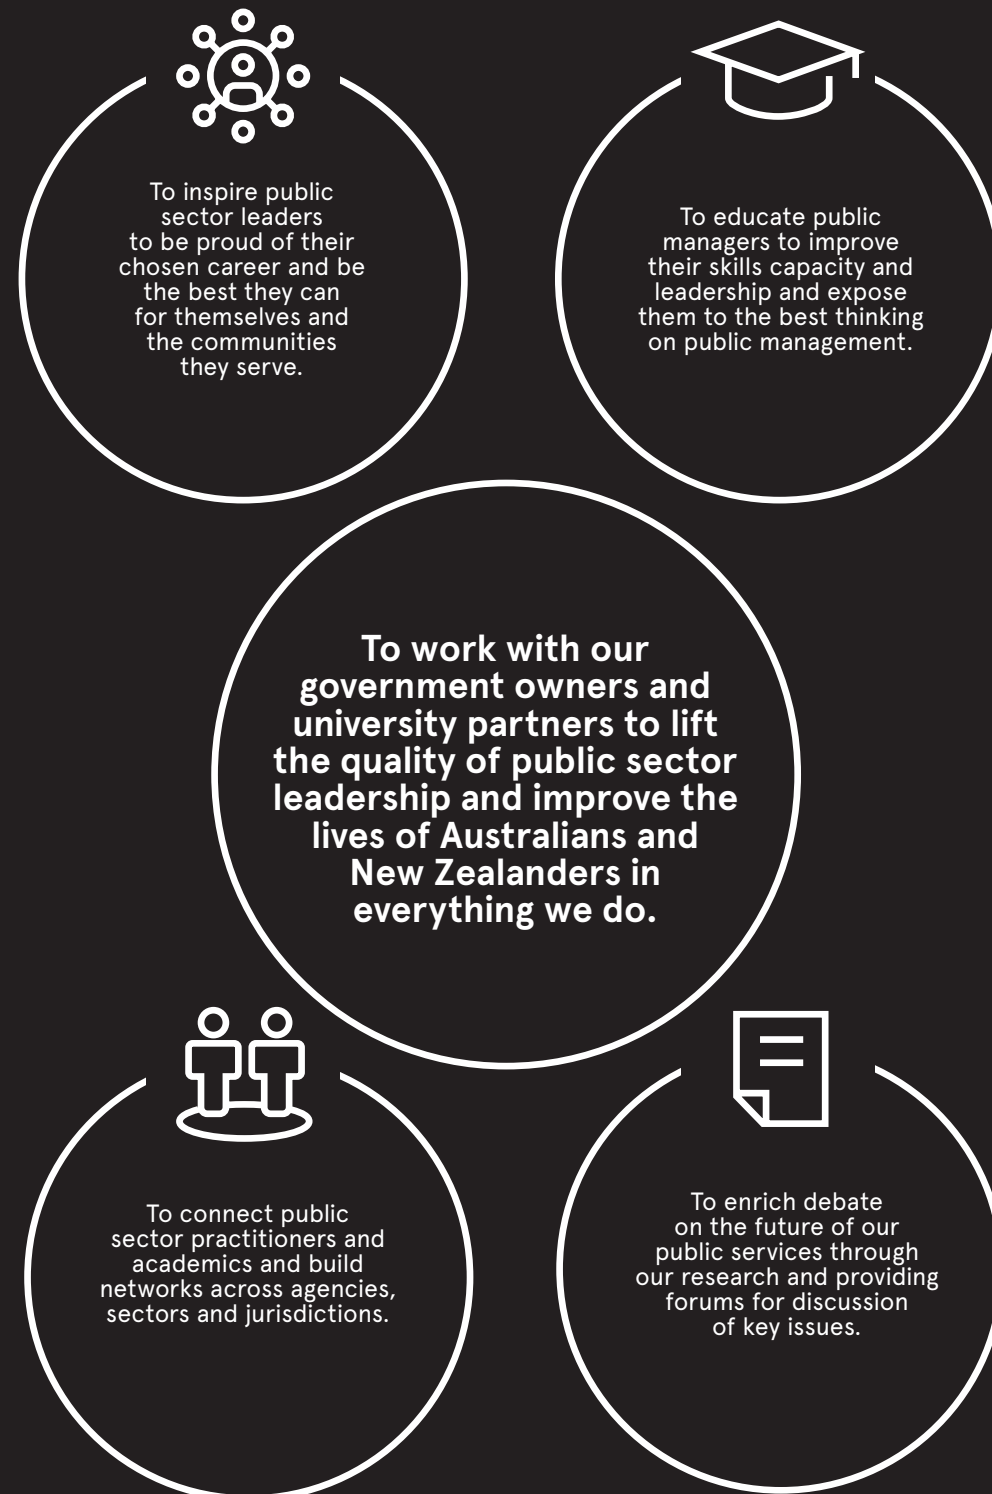 To inspire public
sector leaders
to be proud of their
chosen career and be
the best they can
for themselves and
the communities
they serve.
To educate public
managers to improve
their skills capacity and
leadership and expose
them to the best thinking
on public management.
To work with our
government owners and
university partners to lift
the quality of public sector
leadership and improve the
lives of Australians and
New Zealanders in
everything we do.
To connect public
sector practitioners and
academics and build
networks across agencies,
sectors and jurisdictions.
To enrich debate
on the future of our
public services through
our research and providing
forums for discussion
of key issues.